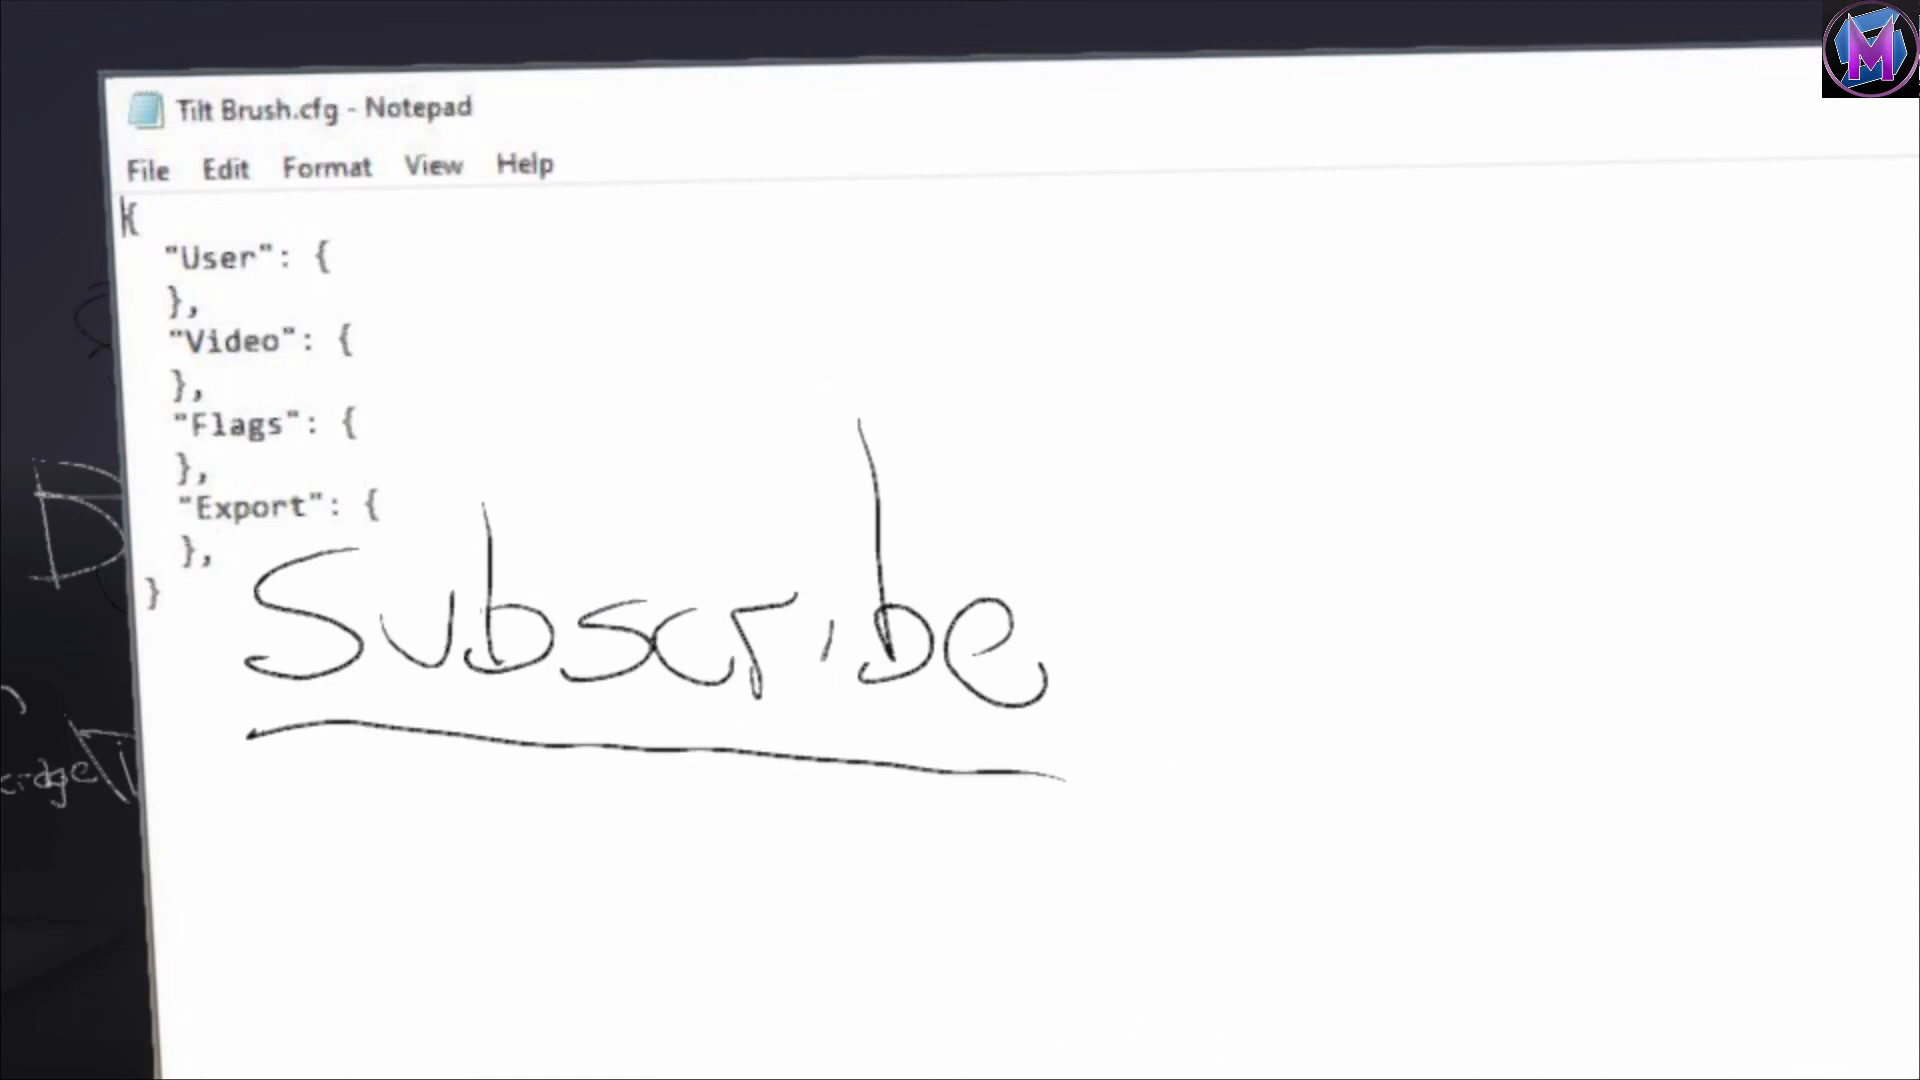 Tilt Brush.cfg - Notepad
File Edit Format View Help
{
"User": {
},
"Video": {
},
"Flags": {
},
"Export": {
},
}
Subscribe
M